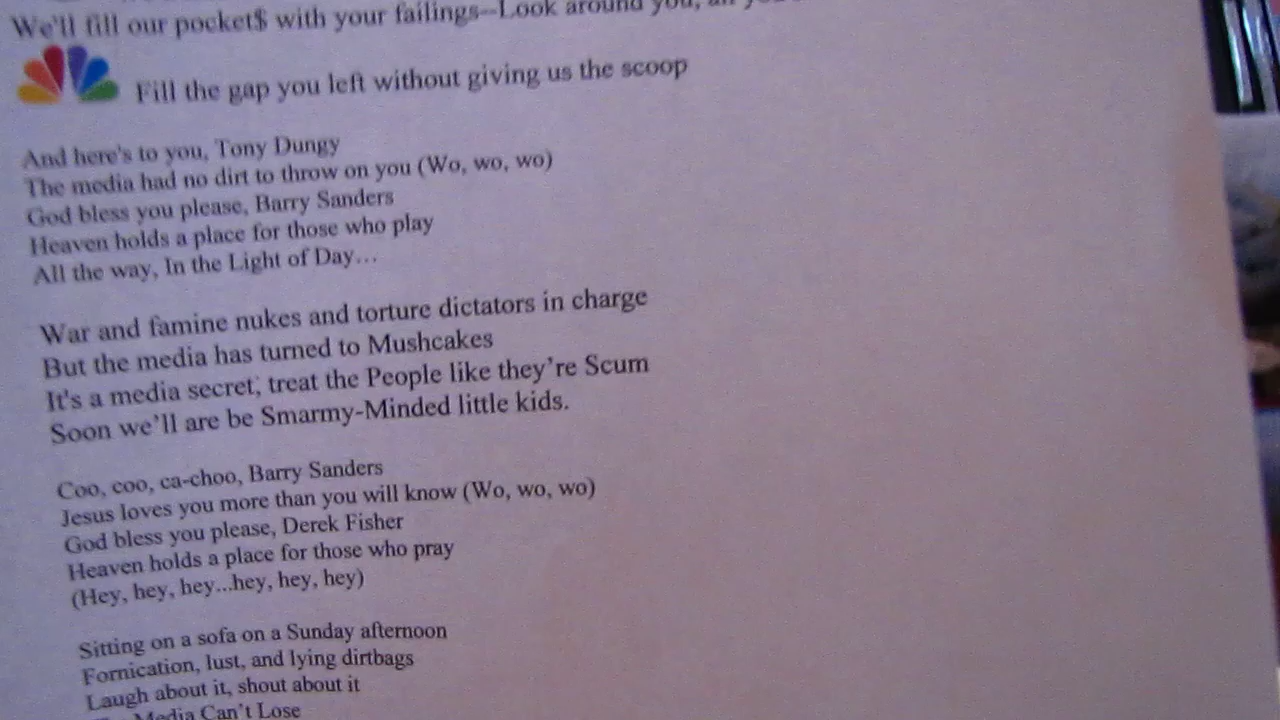 We'll fill our pocket$ with your failings--Look around you,
Fill the gap you left without giving us the scoop
And here's to you, Tony Dungy
The media had no dirt to throw on you (Wo, wo, wo)
God bless you please, Barry Sanders
Heaven holds a place for those who play
All the way, In the Light of Day…
War and famine nukes and torture dictators in charge
But the media has turned to Mushcakes
It's a media secret; treat the People like they're Scum
Soon we'll are be Smarmy-Minded little kids.
Coo, coo, ca-choo, Barry Sanders
Jesus loves you more than you will know (Wo, wo, wo)
God bless you please, Derek Fisher
Heaven holds a place for those who pray
(Hey, hey, hey...hey, hey, hey)
Sitting on a sofa on a Sunday afternoon
Fornication, lust, and lying dirtbags
Laugh about it, shout about it
Media Can't Lose